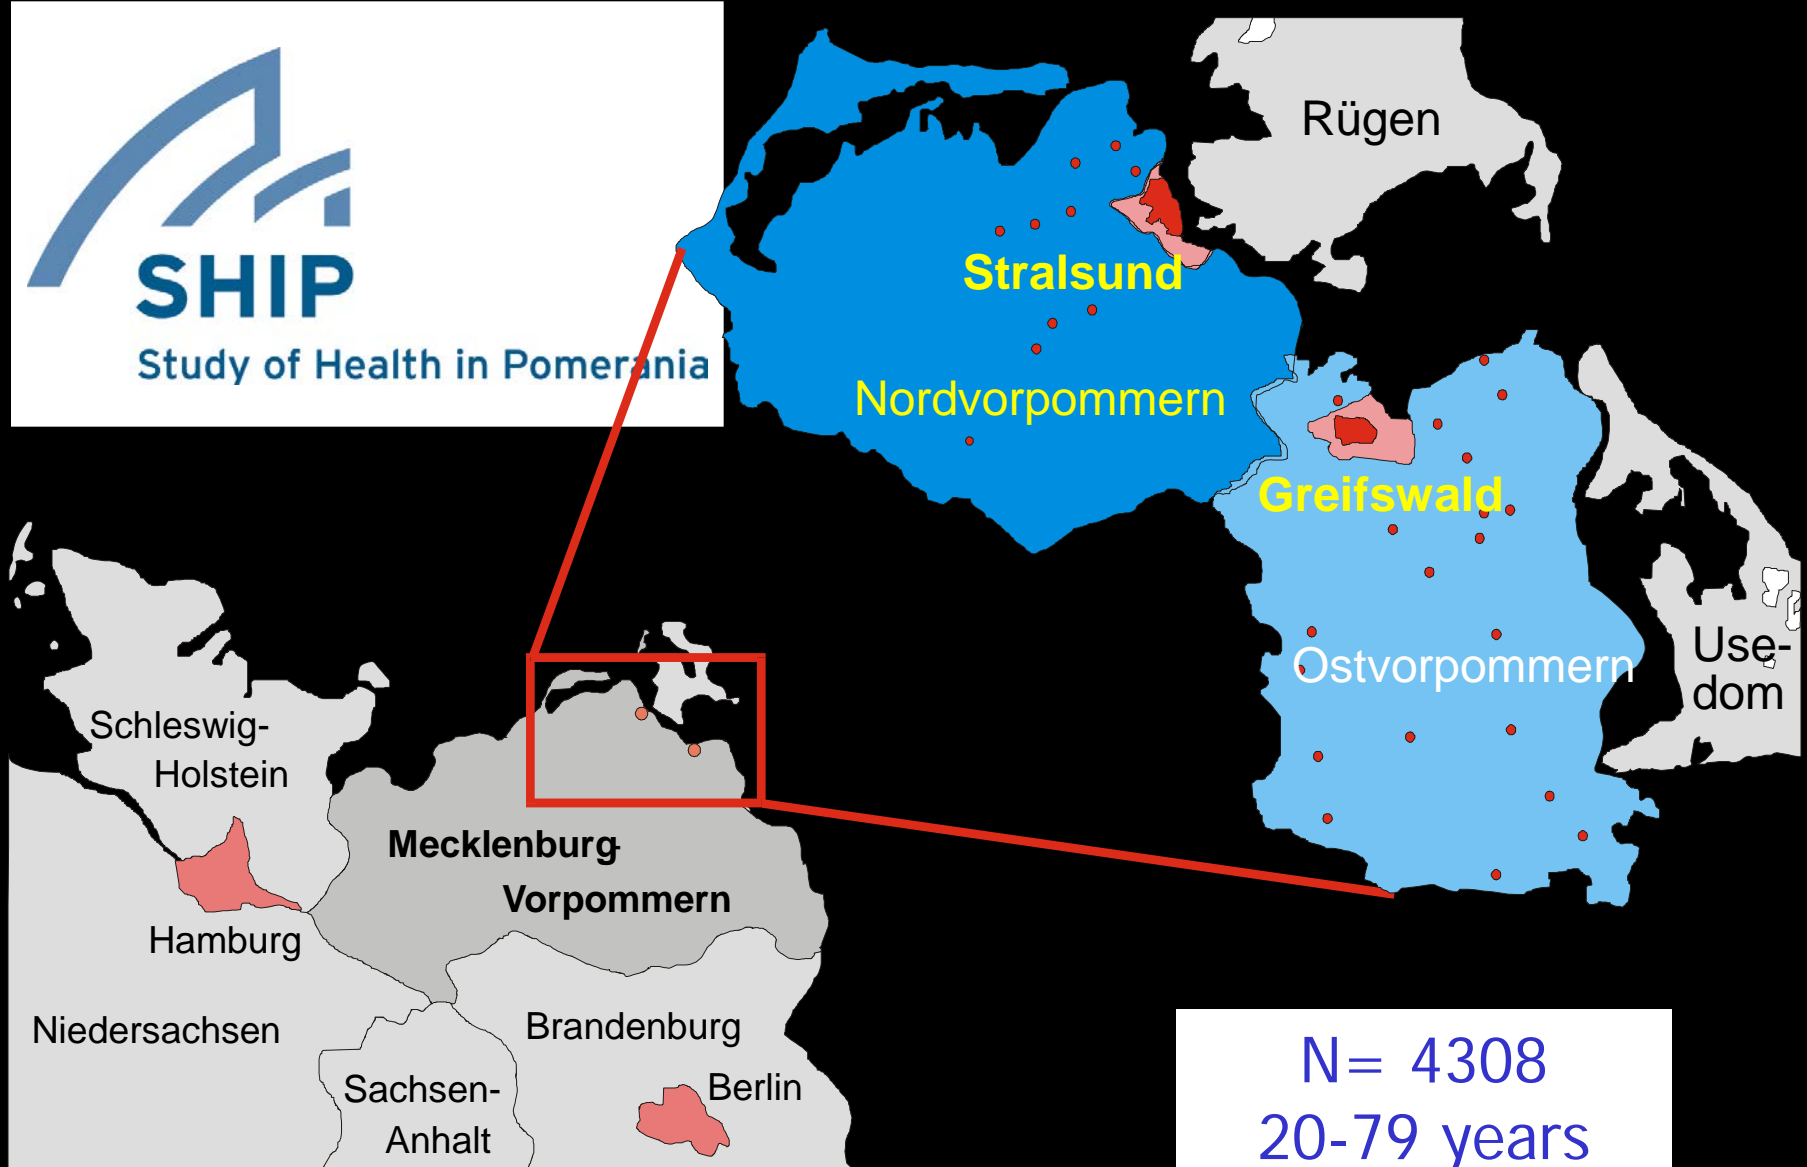 SHIP
Study of Health in Pomerania
Rügen
Stralsund
Nordvorpommern
Greifswald
Ostvorpommern
Use-
dom
Schleswig-
Holstein
Mecklenburg-
Vorpommern
Hamburg
Niedersachsen
Brandenburg
Sachsen-
Anhalt
Berlin
N= 4308
20-79 years